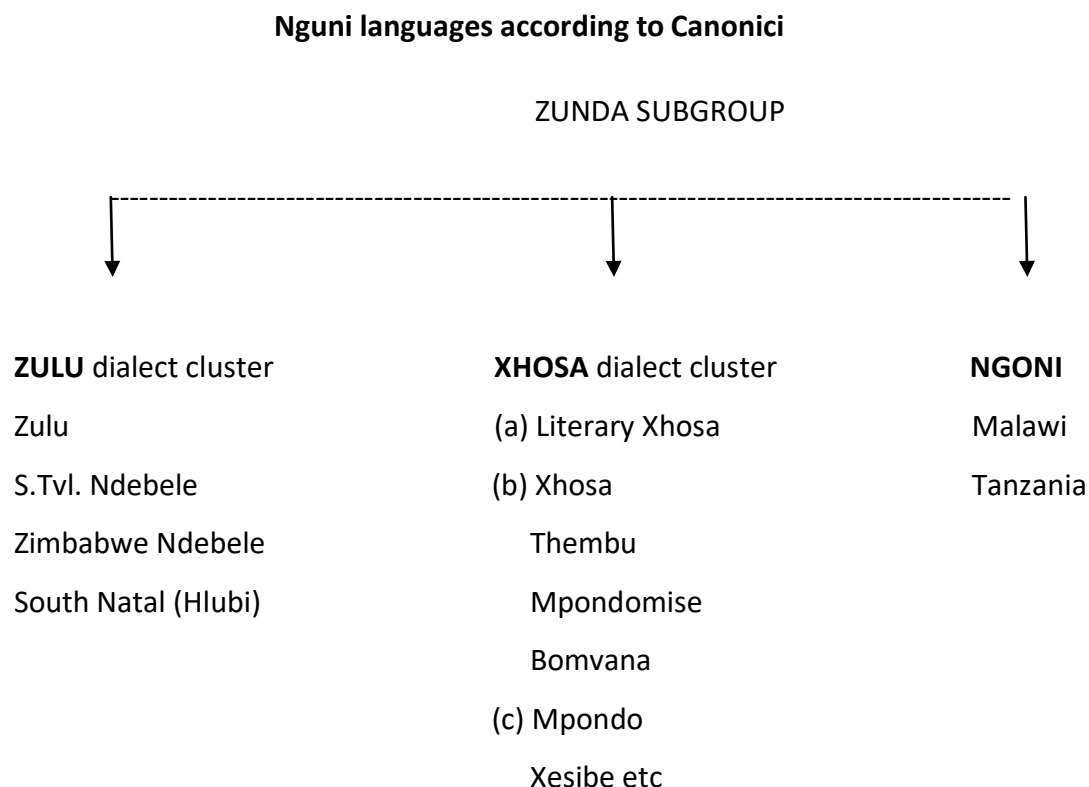 Nguni languages according to Canonici
ZUNDA SUBGROUP
ZULU dialect cluster
Zulu
S.Tvl. Ndebele
Zimbabwe Ndebele
South Natal (Hlubi)
XHOSA dialect cluster
(a) Literary Xhosa
(b) Xhosa
Thembu
Mpondomise
Bomvana
(c) Mpondo
Xesibe etc
NGONI
Malawi
Tanzania